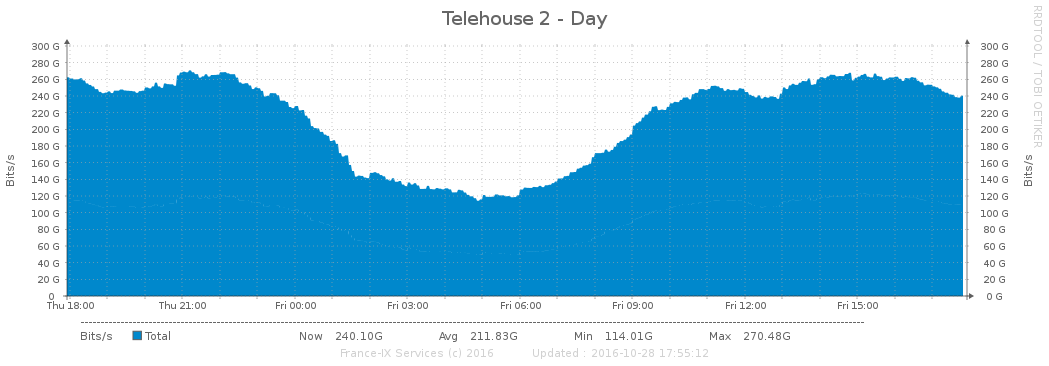 Telehouse 2 - Day
RRDTOOL / TOBI OETIKER
Bits/s
300 G 300 G
280 G 280 G
260 G 260 G
240 G 240 G
220 G 220 G
200 G 200 G
180 G 180 G
160 G 160 G
140 G 140 G
120 G 120 G
100 G 100 G
80 G 80 G
60 G 60 G
40 G 40 G
20 G 20 G
0 0 G
Bits/s
Thu 18:00 Thu 21:00 Fri 00:00 Fri 03:00 Fri 06:00 Fri 09:00 Fri 12:00 Fri 15:00
Bits/s Total Now 240.10G Avg 211.83G Min 114.01G Max 270.48G
France-IX Services (c) 2016 Updated : 2016-10-28 17:55:12